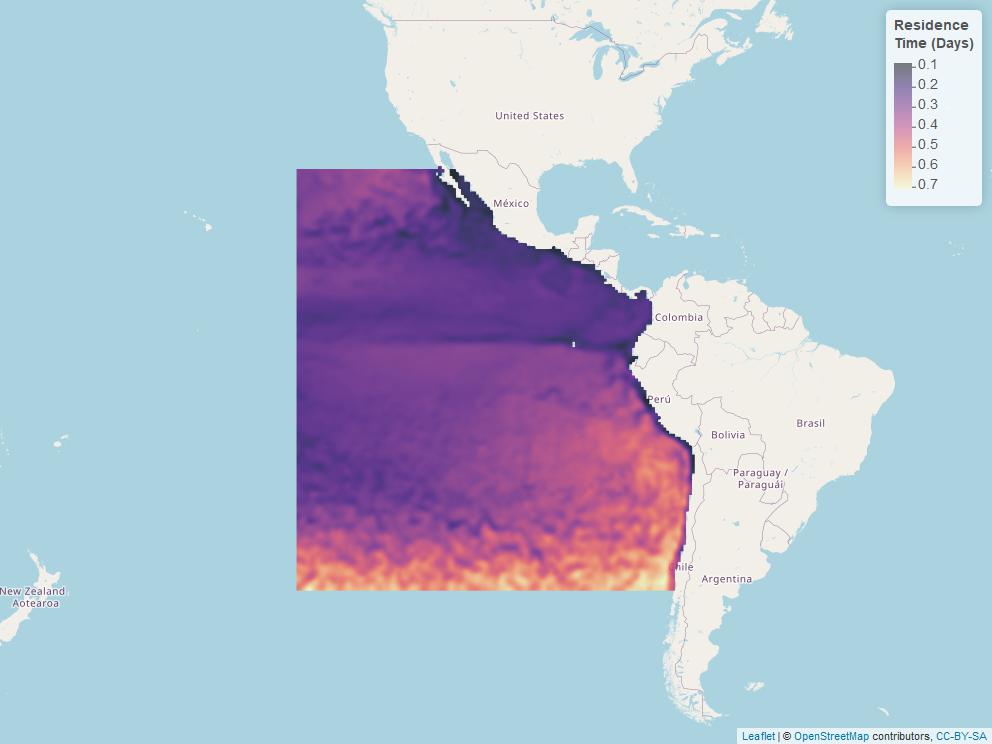 Residence
Time (Days)
0.1
0.2
0.3
0.4
0.5
0.6
0.7
United States
México
Colombia
Perú
Brasil
Bolivia
Paraguay /
Paraguái
hile
Argentina
New Zealand
Aotearoa
Leaflet | © OpenStreetMap contributors, CC-BY-SA